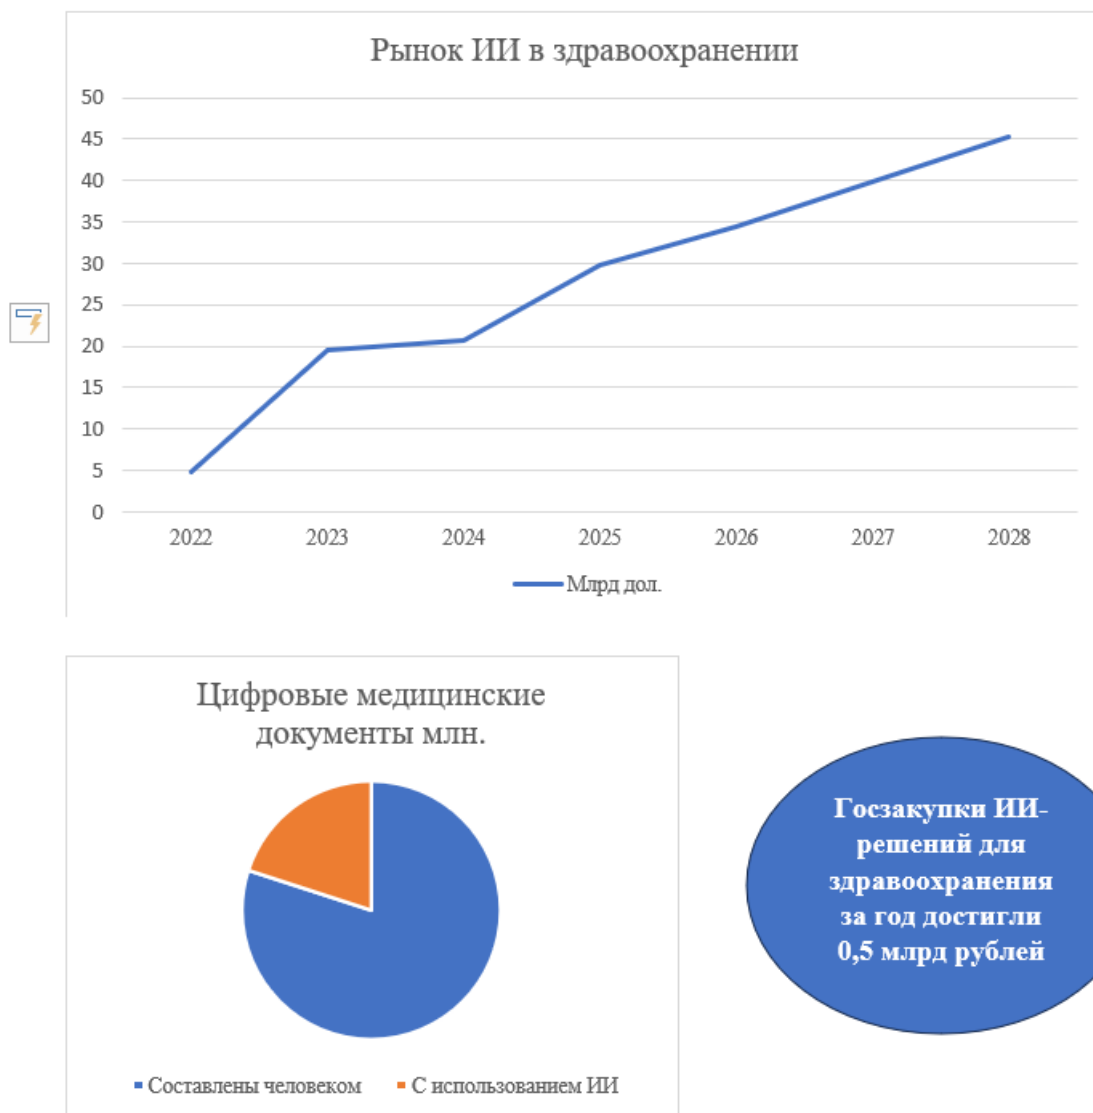 Рынок ИИ в здравоохранении
50
45
40
35
30
25
20
15
10
5
0
2022 2023 2024 2025 2026 2027 2028
Млрд дол.
Цифровые медицинские
документы млн.
Составлены человеком С использованием ИИ
Госзакупки ИИ-
решений для
здравоохранения
за год достигли
0,5 млрд рублей